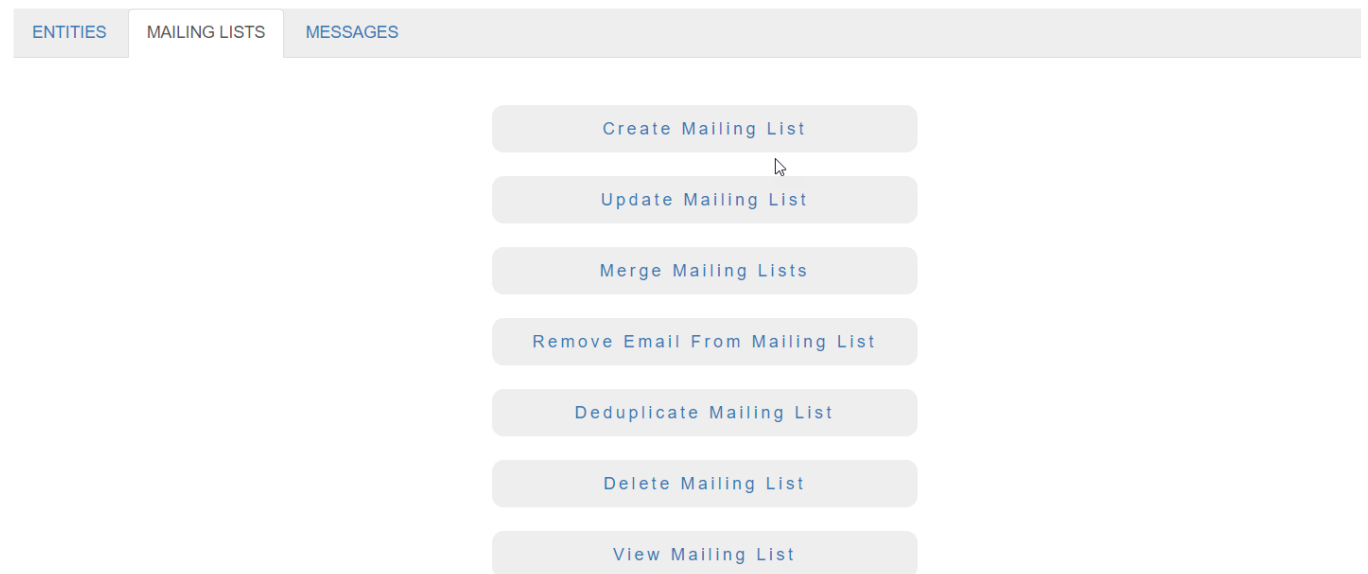 ENTITIES MAILING LISTS MESSAGES
Create Mailing List
Update Mailing List
Merge Mailing Lists
Remove Email From Mailing List
Deduplicate Mailing List
Delete Mailing List
View Mailing List